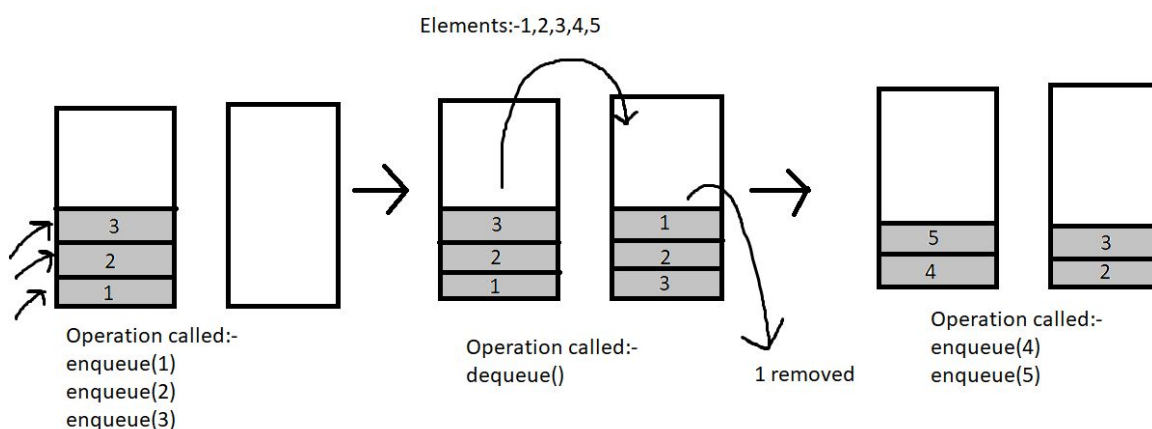 Elements:-1,2,3,4,5
3
2
1
Operation called:-
enqueue(1)
enqueue(2)
enqueue(3)
3
2
1
1
2
3
Operation called:-
dequeue()
1 removed
5
4
3
2
Operation called:-
enqueue(4)
enqueue(5)